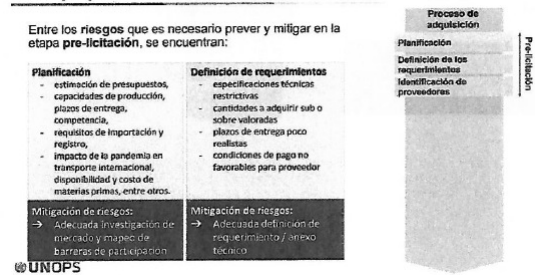 Entre los riesgos que es necesario prever y mitigar en la
etapa pre-licitación, se encuentran:
Planificación
- estimación de presupuestos,
- capacidades de producción,
plazos de entrega,
competencia,
- requisitos de importación y
registro,
- impacto de la pandemia en
transporte internacional,
disponibilidad y costo de
materias primas, entre otros.
Mitigación de riesgos:
→ Adecuada investigación de
mercado y mapeo de
barreras de participación
Definición de requerimientos
- especificaciones técnicas
restrictivas
- cantidades a adquirir sub o
sobre valoradas
- plazos de entrega poco
realistas
- condiciones de pago no
favorables para proveedor
Mitigación de riesgos:
→ Adecuada definición de
requerimiento / anexo
técnico
Proceso de
adquisición
Planificación
Definición de los
requerimientos
Identificación de
proveedores
Pre-licitación
UNOPS